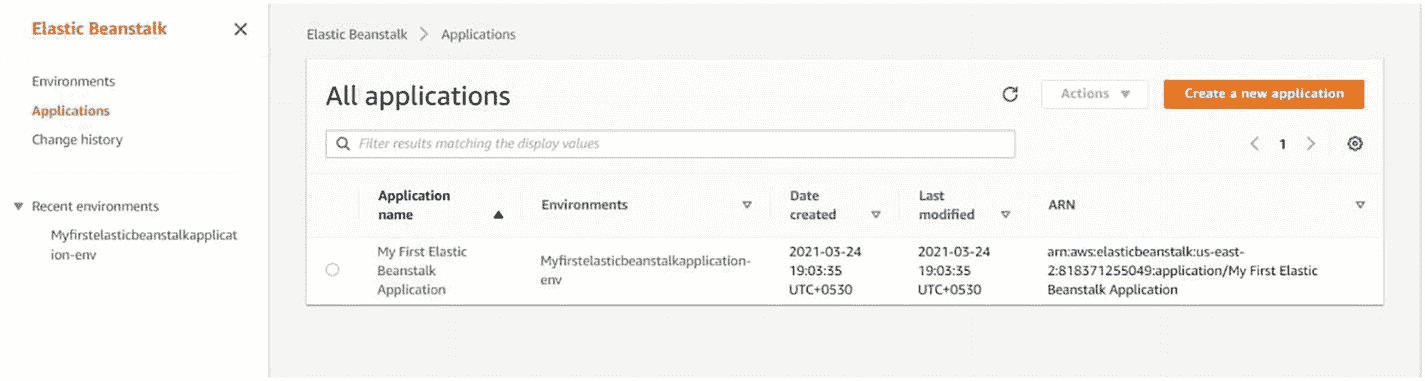 Elastic Beanstalk
Environments
Applications
Change history
Recent environments
Myfirstelasticbeanstalkapplicat
ion-env
Elastic Beanstalk > Applications
All applications
Actions
Create a new application
Filter results matching the display values
1
Application
name
Environments
Date
created
Last
modified
ARN
My First Elastic
Beanstalk
Application
Myfirstelasticbeanstalkapplication-
env
2021-03-24
19:03:35
UTC+0530
2021-03-24
19:03:35
UTC+0530
arn:aws:elasticbeanstalk:us-east-
2:818371255049:application/My First Elastic
Beanstalk Application